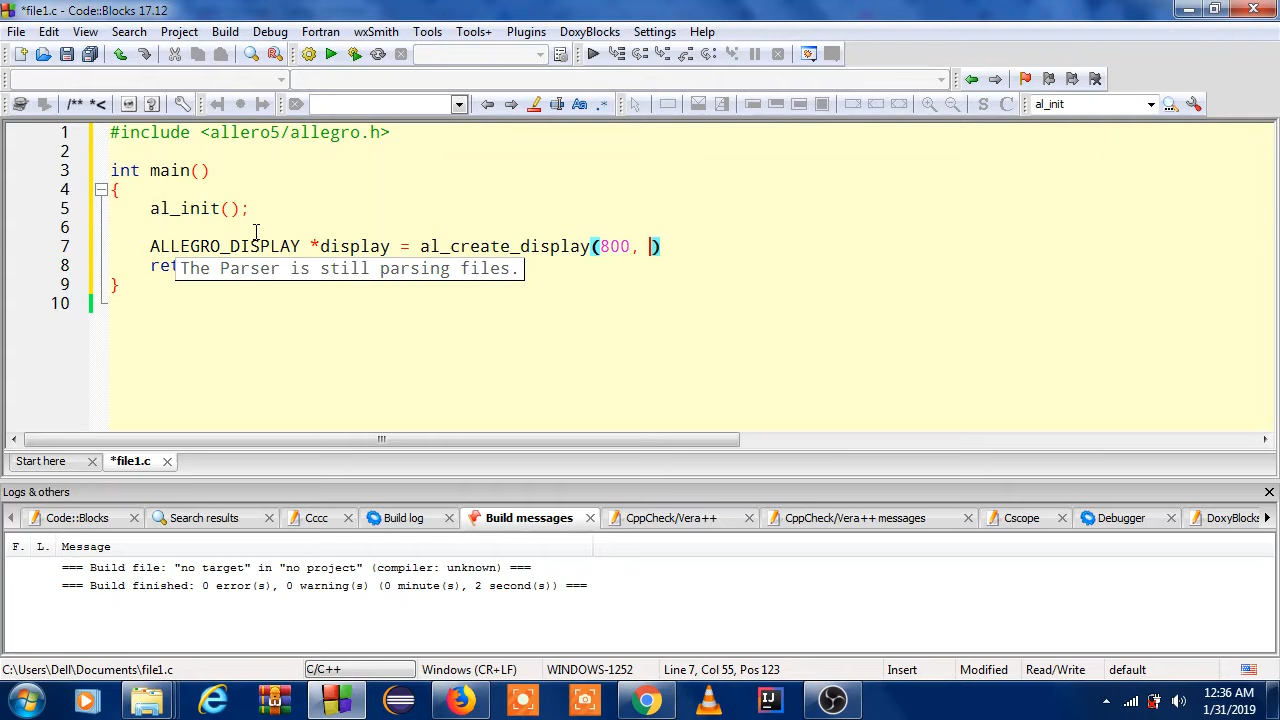 *file1.c - Code::Blocks 17.12
File Edit View Search Project Build Debug Fortran wxSmith Tools Tools+ Plugins DoxyBlocks Settings Help
/** *< al_init
1 #include <allero5/allegro.h>
2
3 int main()
4 {
5 al_init();
6
7 ALLEGRO_DISPLAY *display = al_create_display(800, )
8 ret
The Parser is still parsing files.
9 }
10
Start here *file1.c
Logs & others
Code::Blocks Search results Cccc Build log Build messages CppCheck/Vera++ CppCheck/Vera++ messages Cscope Debugger DoxyBlocks
F. L. Message
=== Build file: "no target" in "no project" (compiler: unknown) ===
=== Build finished: 0 error(s), 0 warning(s) (0 minute(s), 2 second(s)) ===
C:\Users\Dell\Documents\file1.c C/C++ Windows (CR+LF) WINDOWS-1252 Line 7, Col 55, Pos 123 Insert Modified Read/Write default
12:36 AM
1/31/2019